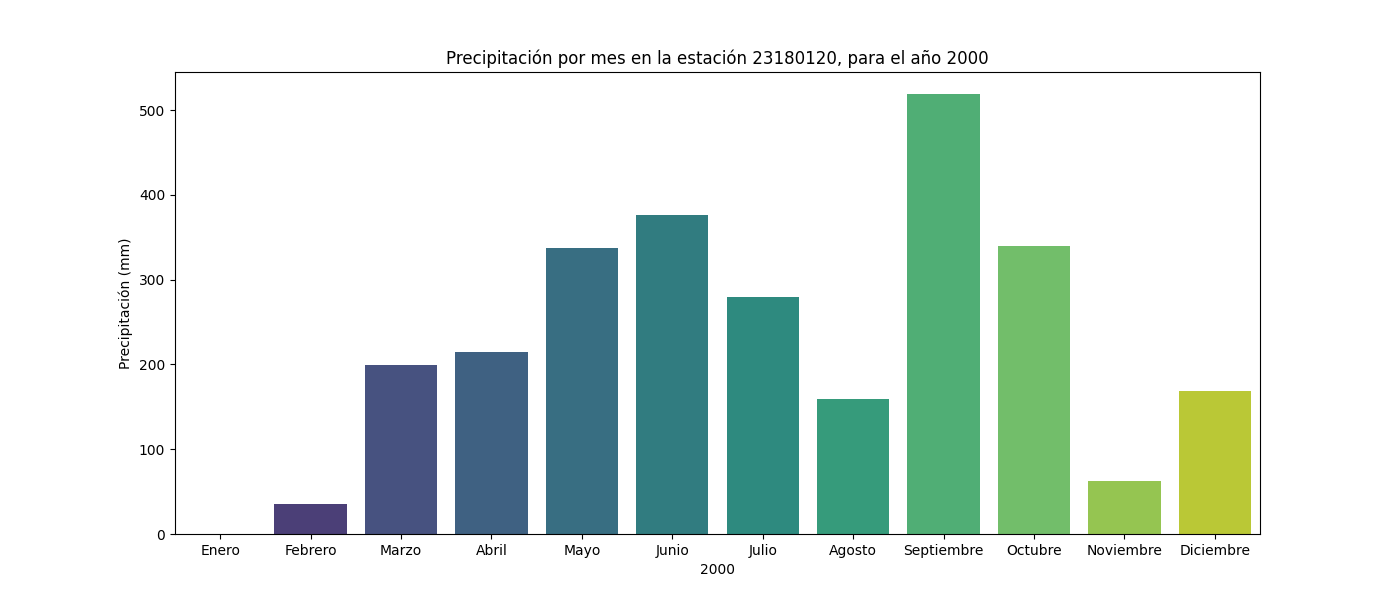 Precipitación por mes en la estación 23180120, para el año 2000
Precipitación (mm)
500
400
300
200
100
0
Enero Febrero Marzo Abril Mayo Junio Julio Agosto Septiembre Octubre Noviembre Diciembre
2000